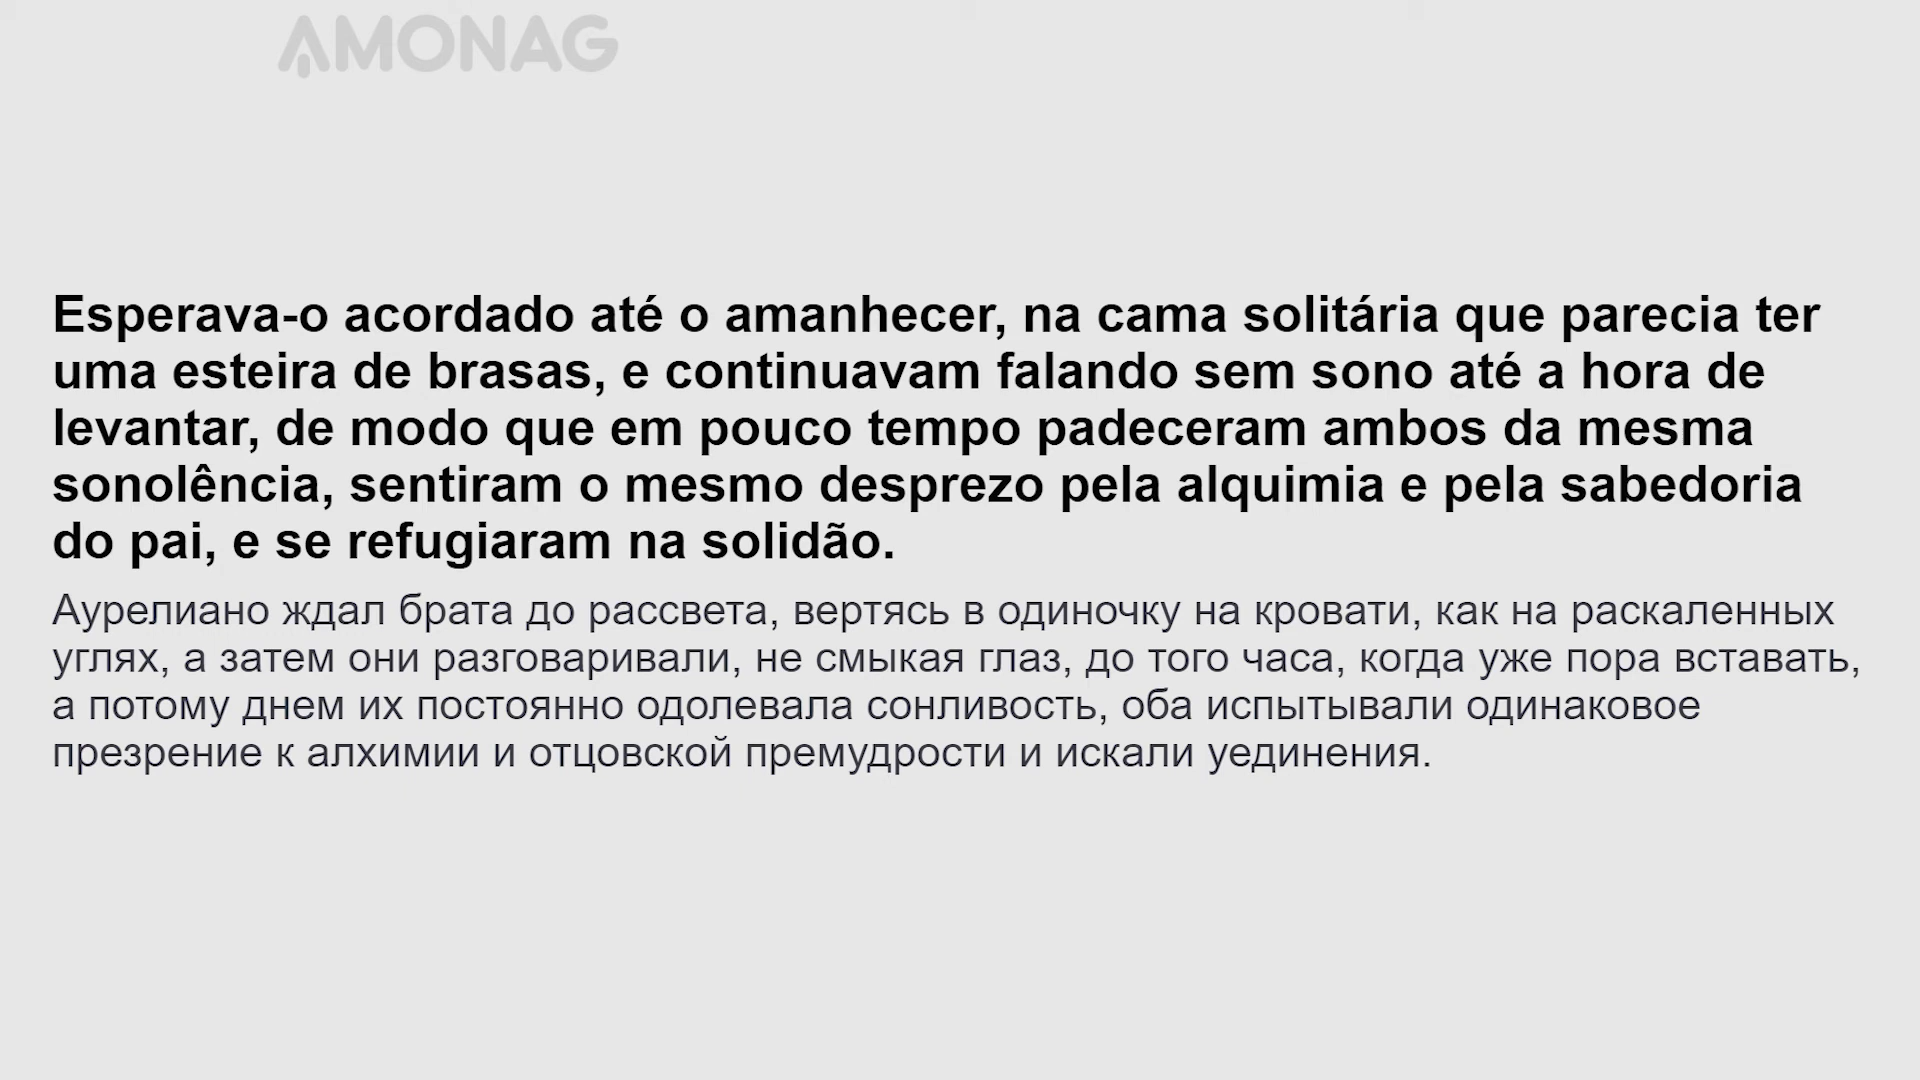 AMONAG
Esperava-o acordado até o amanhecer, na cama solitária que parecia ter
uma esteira de brasas, e continuavam falando sem sono até a hora de
levantar, de modo que em pouco tempo padeceram ambos da mesma
sonolência, sentiram o mesmo desprezo pela alquimia e pela sabedoria
do pai, e se refugiaram na solidão.
Аурелиано ждал брата до рассвета, вертясь в одиночку на кровати, как на раскаленных
углях, а затем они разговаривали, не смыкая глаз, до того часа, когда уже пора вставать,
а потому днем их постоянно одолевала сонливость, оба испытывали одинаковое
презрение к алхимии и отцовской премудрости и искали уединения.